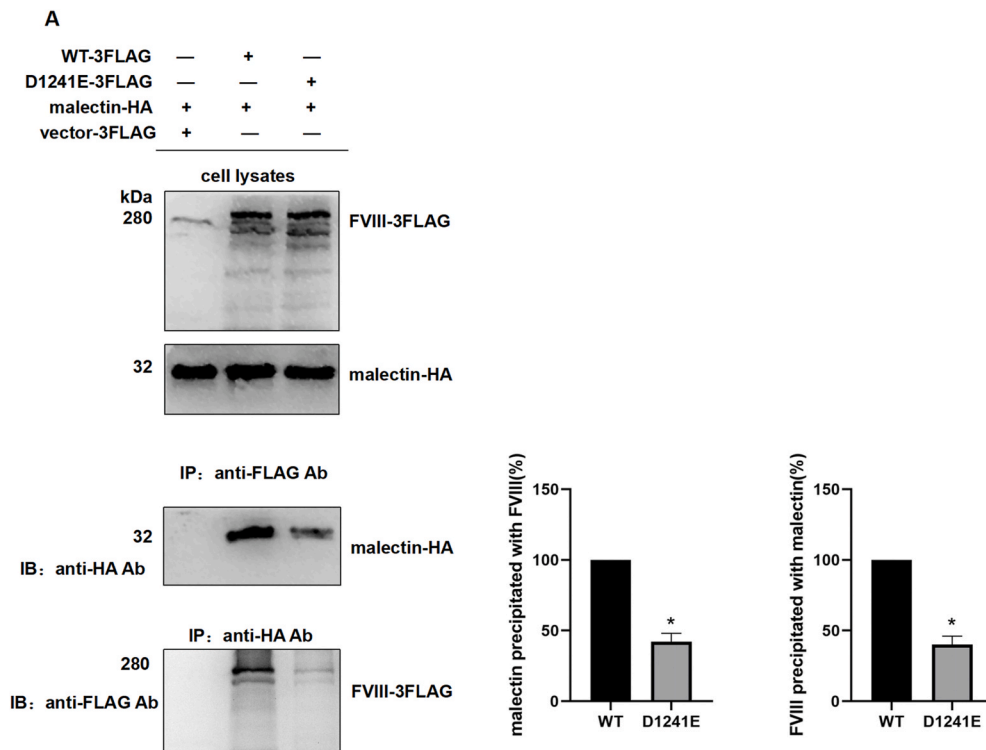 A
WT-3FLAG — + —
D1241E-3FLAG — — +
malectin-HA + + +
vector-3FLAG + — —
cell lysates
kDa
280
FVIII-3FLAG
32
malectin-HA
IP：anti-FLAG Ab
32
malectin-HA
IB：anti-HA Ab
IP：anti-HA Ab
280
FVIII-3FLAG
IB：anti-FLAG Ab
malectin precipitated with FVIII(%)
150
100
50
0
*
WT D1241E
FVIII precipitated with malectin(%)
150
100
50
0
*
WT D1241E